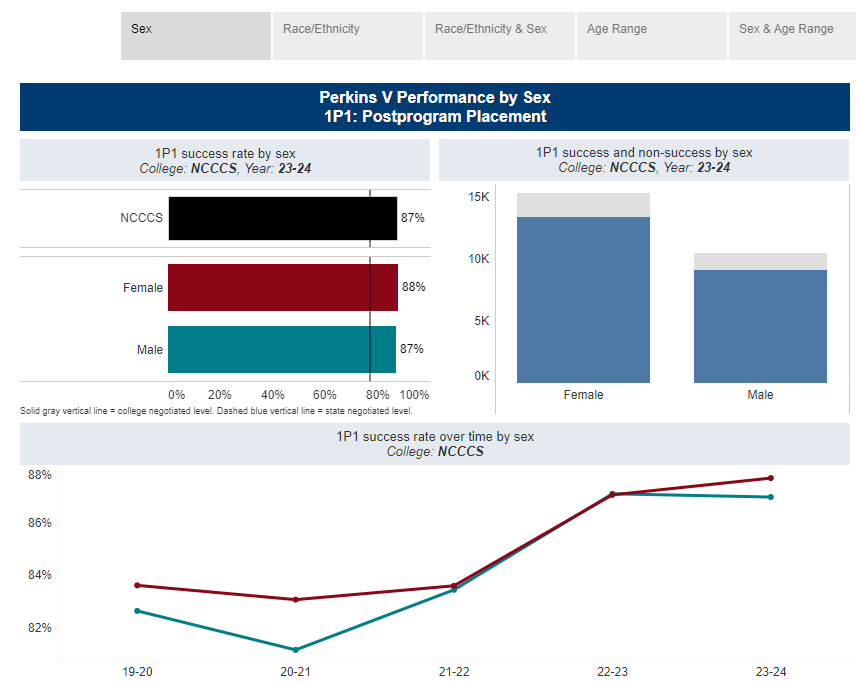 Sex
Race/Ethnicity
Race/Ethnicity & Sex
Age Range
Sex & Age Range
Perkins V Performance by Sex
1P1: Postprogram Placement
1P1 success rate by sex
College: NCCCS, Year: 23-24
NCCCS
87%
Female
88%
Male
87%
0% 20% 40% 60% 80% 100%
Solid gray vertical line = college negotiated level. Dashed blue vertical line = state negotiated level.
1P1 success and non-success by sex
College: NCCCS, Year: 23-24
15K
10K
5K
0K
Female Male
1P1 success rate over time by sex
College: NCCCS
88%
86%
84%
82%
19-20 20-21 21-22 22-23 23-24